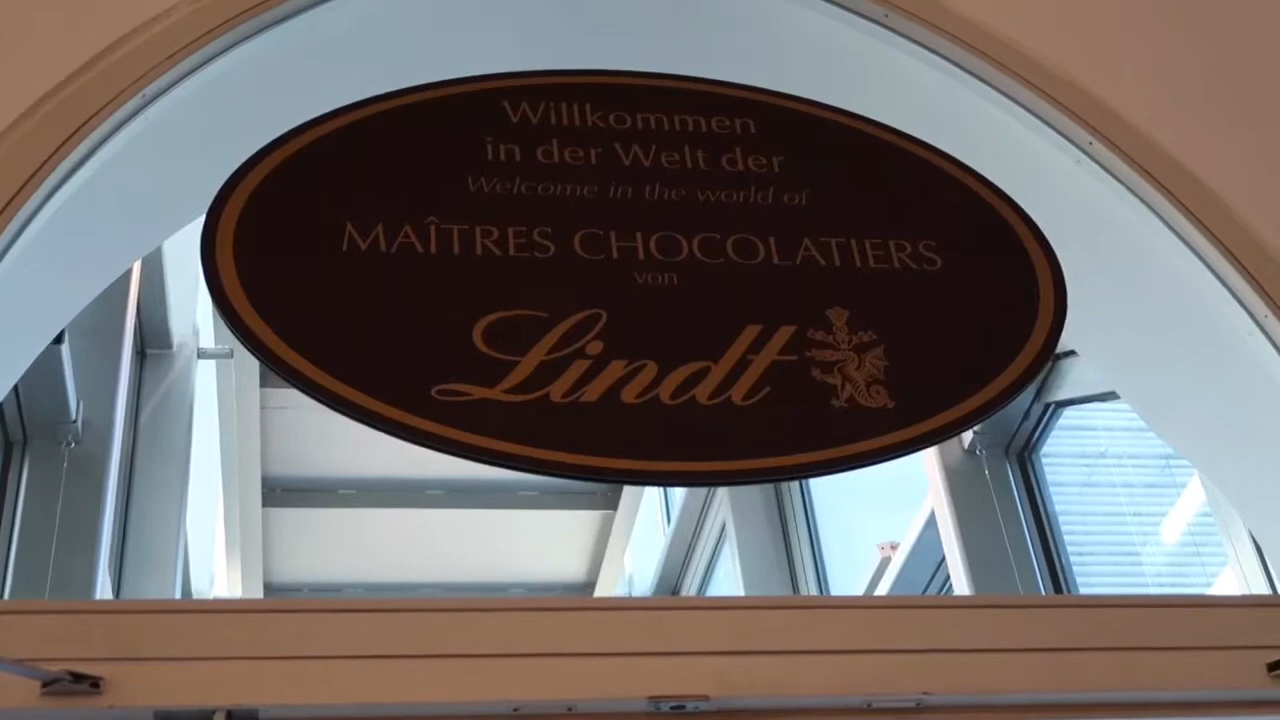 Willkommen
in der Welt der
Welcome in the world of
MAÎTRES CHOCOLATIERS
von
Lindt